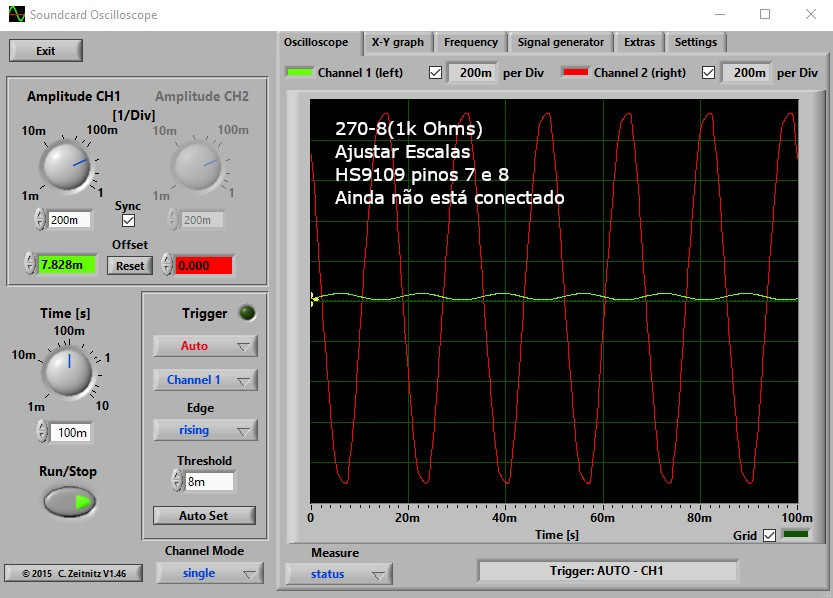 Soundcard Oscilloscope
Exit
Amplitude CH1
Amplitude CH2
[1/Div]
10m
100m
10m
100m
1m
1
1m
1
Sync
200m
200m
Offset
7.828m
Reset
0.000
Time [s]
100m
10m
1
1m
10
100m
Run/Stop
Trigger
Auto
Channel 1
Edge
rising
Threshold
8m
Auto Set
Channel Mode
single
© 2015 C. Zeitnitz V1.46
Oscilloscope
X-Y graph
Frequency
Signal generator
Extras
Settings
Channel 1 (left)
200m
per Div
Channel 2 (right)
200m
per Div
270-8(1k Ohms)
Ajustar Escalas
HS9109 pinos 7 e 8
Ainda não está conectado
0
20m
40m
60m
80m
100m
Time [s]
Grid
Measure
status
Trigger: AUTO - CH1